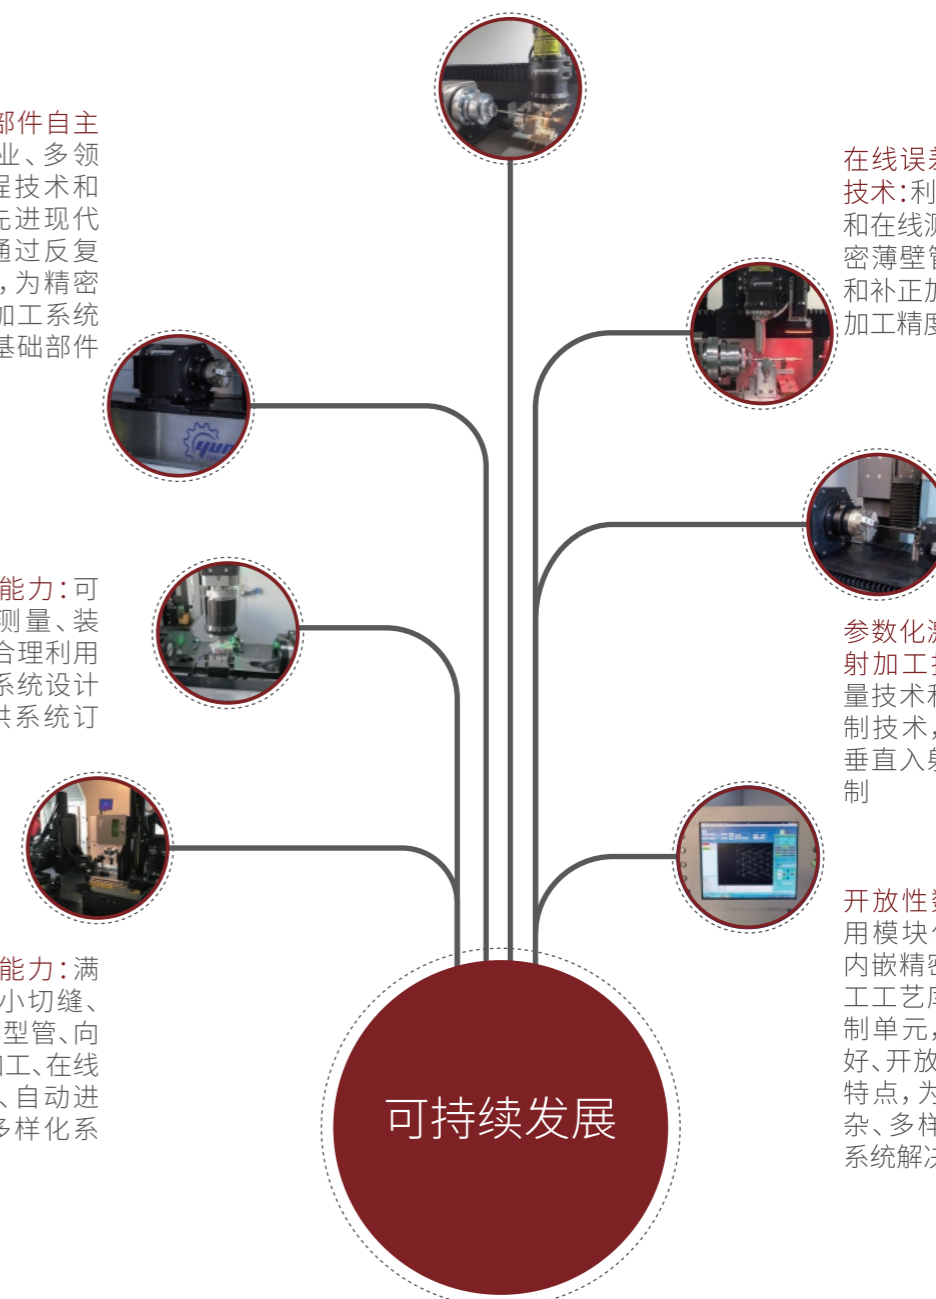 部件自主
业、多领
程技术和
先进现代
通过反复
,为精密
加工系统
基础部件
能力:可
测量、装
合理利用
系统设计
供系统订
能力:满
小切缝、
型管、向
加工、在线
、自动进
多样化系
在线误差
技术:利
和在线测
密薄壁管
和补正加
加工精度
参数化激
射加工技
量技术和
制技术,
垂直入射
制
开放性数
用模块化
内嵌精密
工工艺库
制单元,
好、开放
特点,为
杂、多样
系统解决
可持续发展